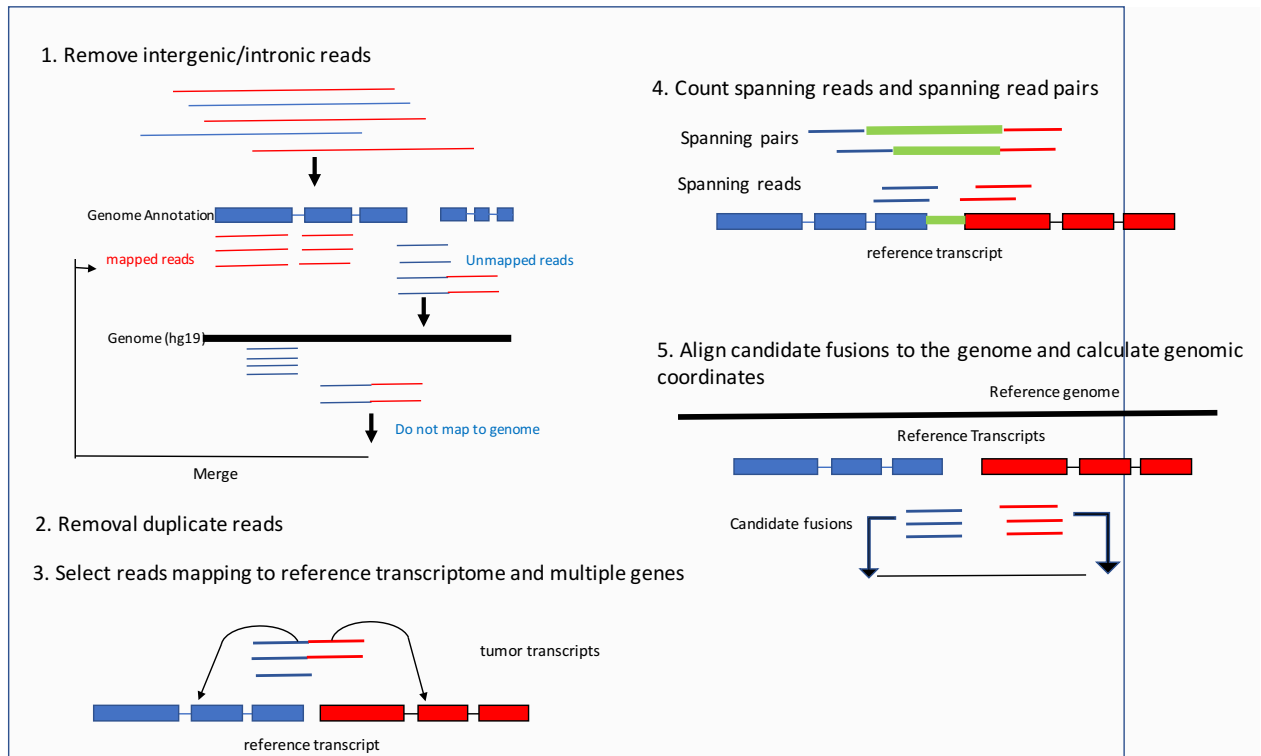 1. Remove intergenic/intronic reads
Genome Annotation
mapped reads
Unmapped reads
Genome (hg19)
Do not map to genome
Merge
2. Removal duplicate reads
3. Select reads mapping to reference transcriptome and multiple genes
tumor transcripts
reference transcript
4. Count spanning reads and spanning read pairs
Spanning pairs
Spanning reads
reference transcript
5. Align candidate fusions to the genome and calculate genomic
coordinates
Reference genome
Reference Transcripts
Candidate fusions